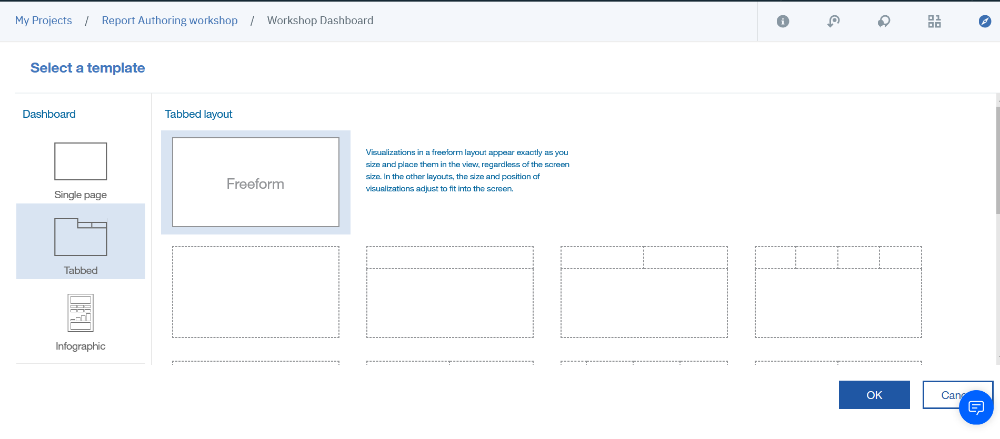 My Projects / Report Authoring workshop / Workshop Dashboard
Select a template
Dashboard
Single page
Tabbed
Infographic
Tabbed layout
Freeform
Visualizations in a freeform layout appear exactly as you
size and place them in the view, regardless of the screen
size. In the other layouts, the size and position of
visualizations adjust to fit into the screen.
OK
Canc